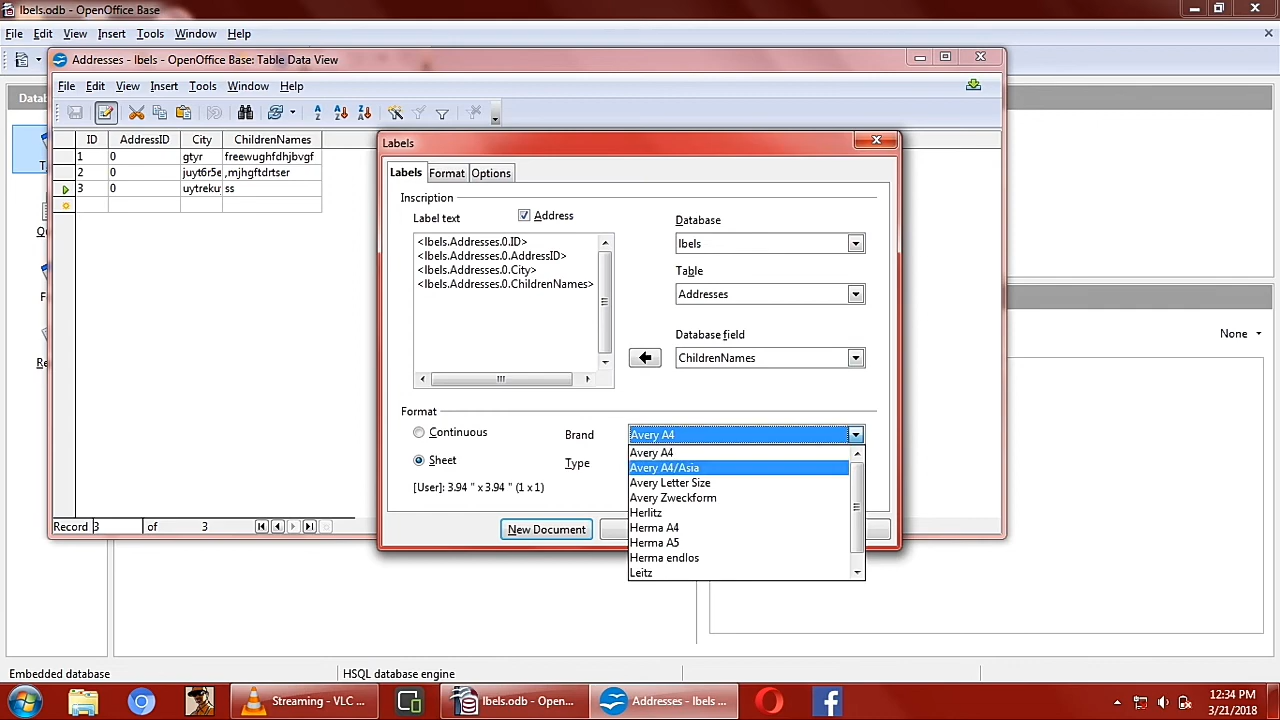 lbels.odb - OpenOffice Base
File Edit View Insert Tools Window Help
Addresses - lbels - OpenOffice Base: Table Data View
File Edit View Insert Tools Window Help
ID AddressID City ChildrenNames
1 0 gtyr freewughfdhjbvgf
2 0 juyt6r5e ,mjhgftdrtser
3 0 uytreku ss
Record 3 of 3
Labels
Labels Format Options
Inscription
Label text
Address
<lbels.Addresses.0.ID>
<lbels.Addresses.0.AddressID>
<lbels.Addresses.0.City>
<lbels.Addresses.0.ChildrenNames>
Database
lbels
Table
Addresses
Database field
ChildrenNames
Format
Continuous
Sheet
Brand
Avery A4
Type
[User]: 3.94 " x 3.94 " (1 x 1)
Avery A4
Avery A4/Asia
Avery Letter Size
Avery Zweckform
Herlitz
Herma A4
Herma A5
Herma endlos
Leitz
New Document
None
Embedded database
HSQL database engine
Streaming - VLC ...
lbels.odb - Open...
Addresses - lbels ...
12:34 PM
3/21/2018